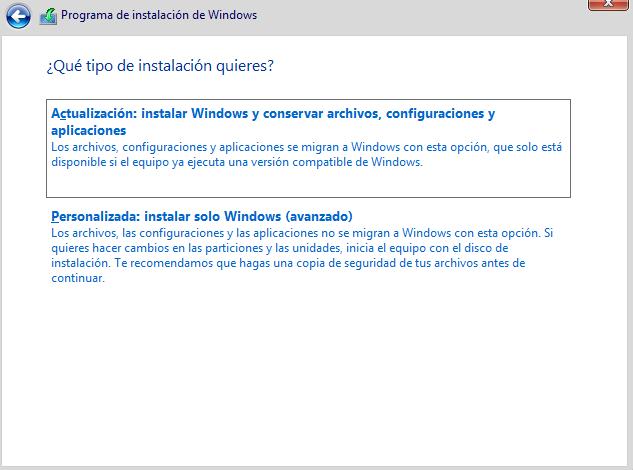 Programa de instalación de Windows
¿Qué tipo de instalación quieres?
Actualización: instalar Windows y conservar archivos, configuraciones y
aplicaciones
Los archivos, configuraciones y aplicaciones se migran a Windows con esta opción, que solo está
disponible si el equipo ya ejecuta una versión compatible de Windows.
Personalizada: instalar solo Windows (avanzado)
Los archivos, las configuraciones y las aplicaciones no se migran a Windows con esta opción. Si
quieres hacer cambios en las particiones y las unidades, inicia el equipo con el disco de
instalación. Te recomendamos que hagas una copia de seguridad de tus archivos antes de
continuar.